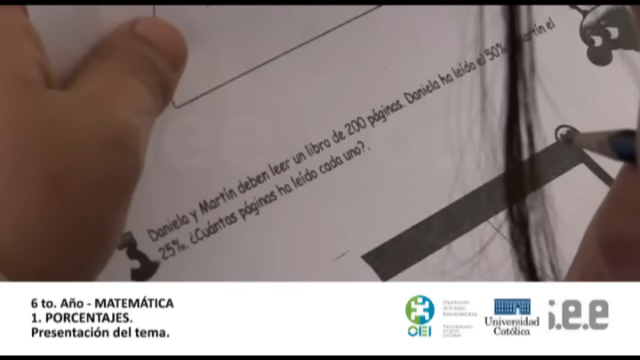 3 Daniela y Martín deben leer un libro de 200 páginas. Daniela ha leído el 50% Martín el
25%. ¿Cuántas páginas ha leído cada uno?.
6 to. Año - MATEMÁTICA
1. PORCENTAJES.
Presentación del tema.
OEI
Universidad
Católica
i.e.e